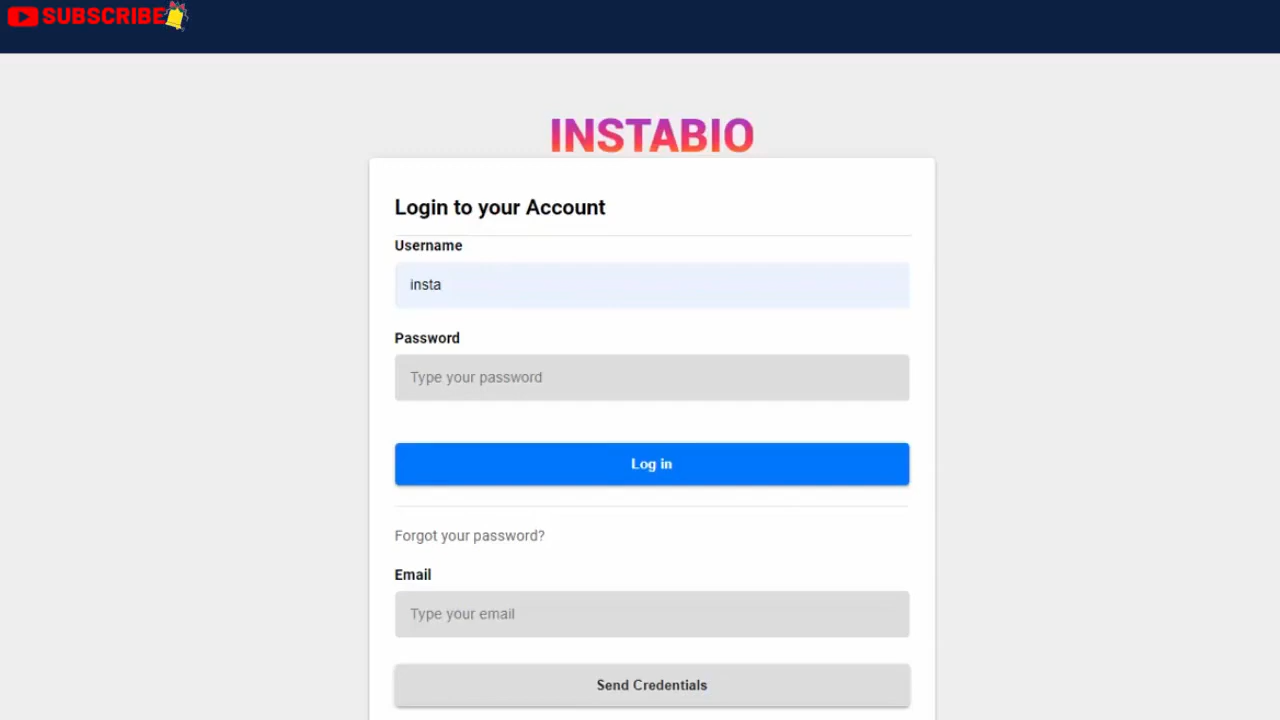 SUBSCRIBE
INSTABIO
Login to your Account
Username
insta
Password
Type your password
Log in
Forgot your password?
Email
Type your email
Send Credentials